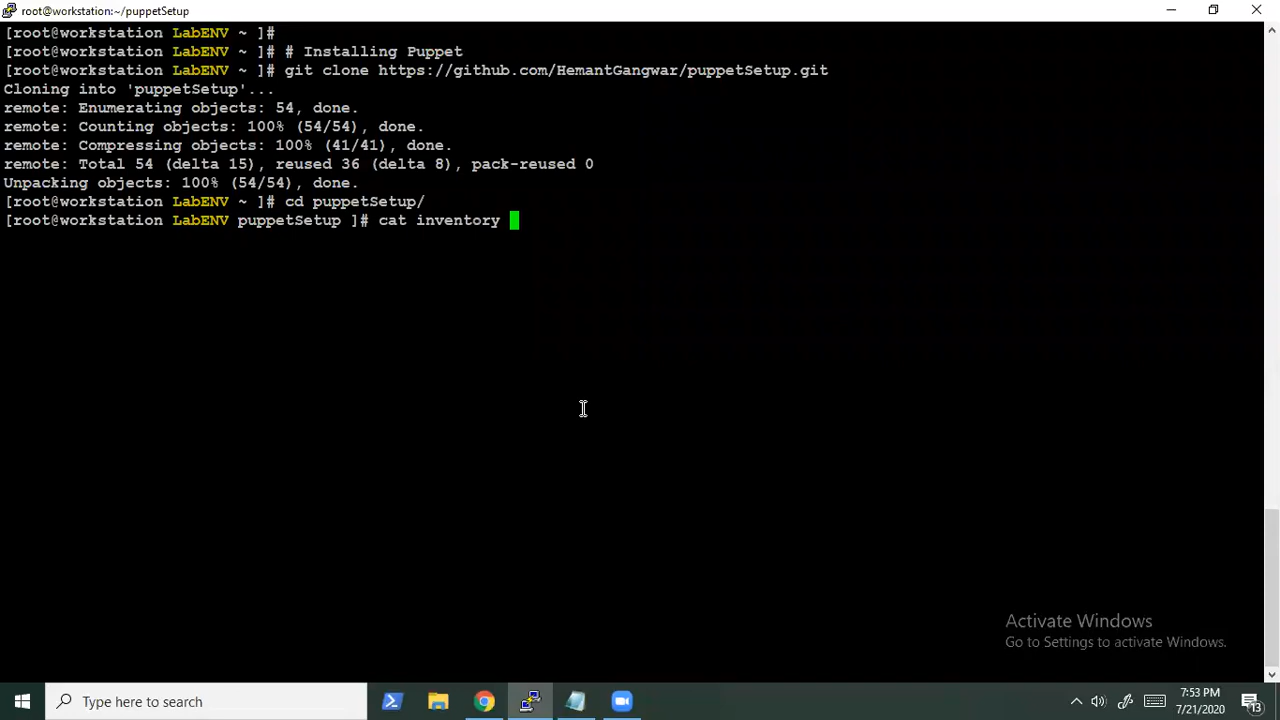 root@workstation:~/puppetSetup
[root@workstation LabENV ~ ]#
[root@workstation LabENV ~ ]# # Installing Puppet
[root@workstation LabENV ~ ]# git clone https://github.com/HemantGangwar/puppetSetup.git
Cloning into 'puppetSetup'...
remote: Enumerating objects: 54, done.
remote: Counting objects: 100% (54/54), done.
remote: Compressing objects: 100% (41/41), done.
remote: Total 54 (delta 15), reused 36 (delta 8), pack-reused 0
Unpacking objects: 100% (54/54), done.
[root@workstation LabENV ~ ]# cd puppetSetup/
[root@workstation LabENV puppetSetup ]# cat inventory
Activate Windows
Go to Settings to activate Windows.
Type here to search
7:53 PM
7/21/2020
13